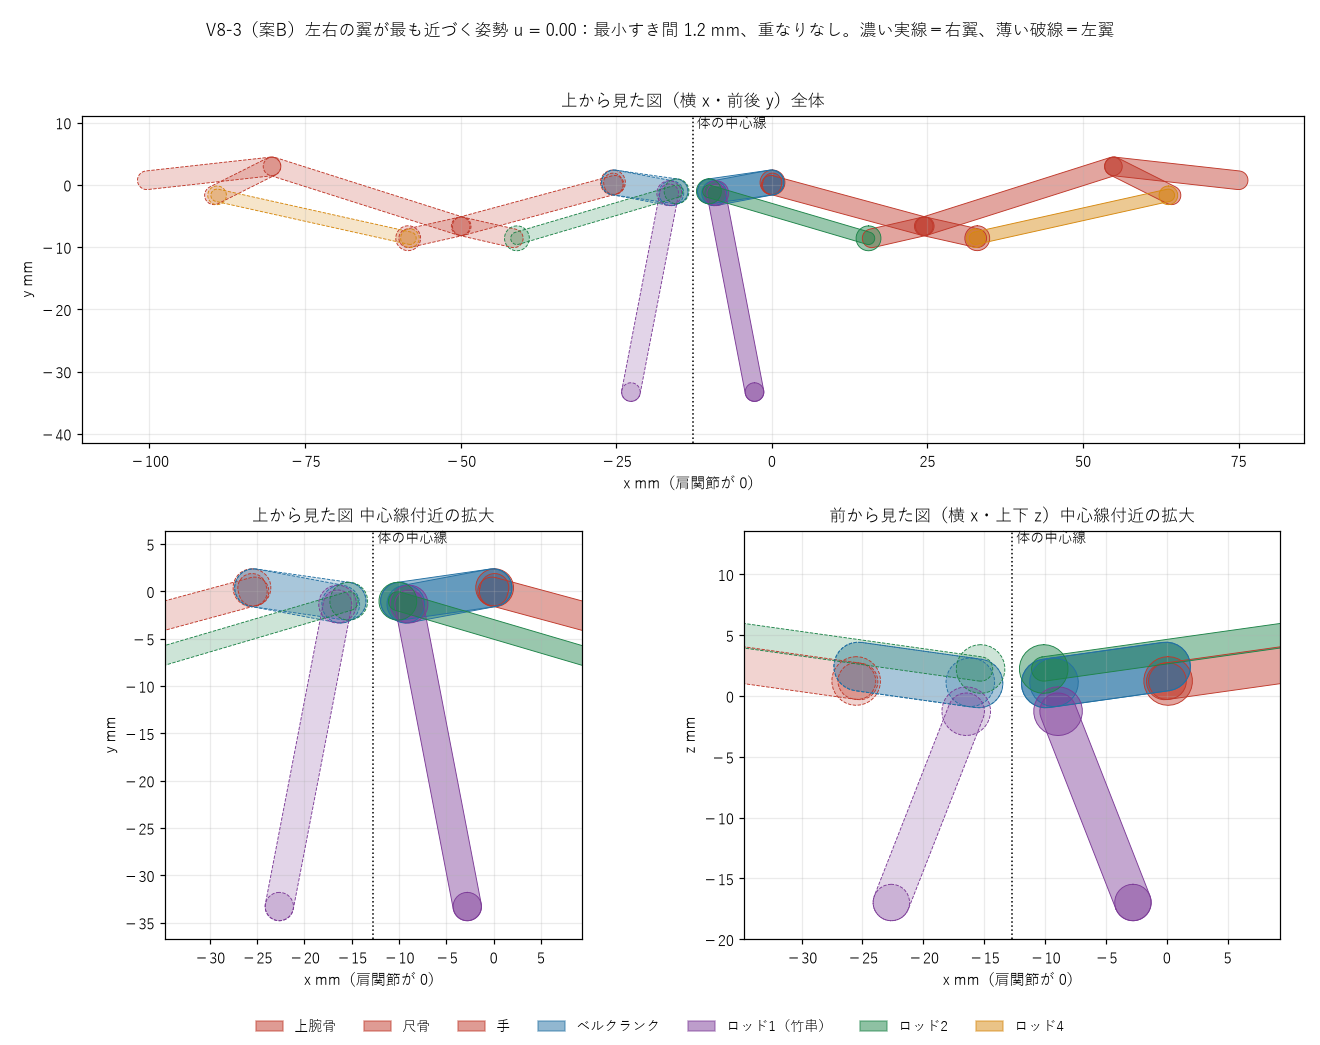 V8-3（案B）左右の翼が最も近づく姿勢 u = 0.00：最小すき間 1.2 mm、重なりなし。濃い実線＝右翼、薄い破線＝左翼
上から見た図（横 x・前後 y）全体
体の中心線
10
0
−10
−20
−30
−40
y mm
−100
−75
−50
−25
0
25
50
75
x mm（肩関節が 0）
上から見た図 中心線付近の拡大
体の中心線
5
0
−5
−10
−15
−20
−25
−30
−35
y mm
−30
−25
−20
−15
−10
−5
0
5
x mm（肩関節が 0）
前から見た図（横 x・上下 z）中心線付近の拡大
体の中心線
10
5
0
−5
−10
−15
−20
z mm
−30
−25
−20
−15
−10
−5
0
5
x mm（肩関節が 0）
上腕骨
尺骨
手
ベルクランク
ロッド1（竹串）
ロッド2
ロッド4